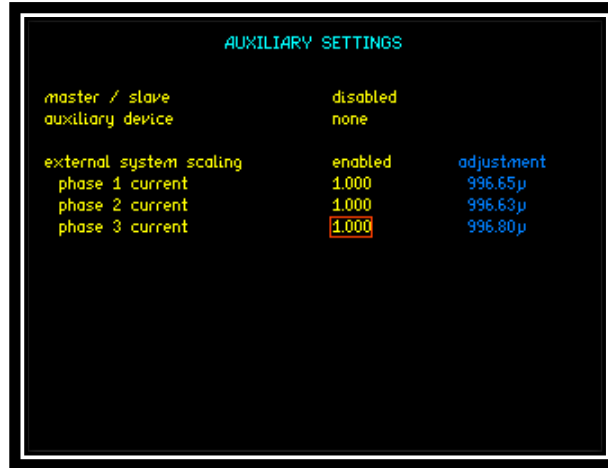 AUXILIARY SETTINGS
master / slave disabled
auxiliary device none
external system scaling enabled adjustment
phase 1 current 1.000 996.65µ
phase 2 current 1.000 996.63µ
phase 3 current 1.000 996.80µ